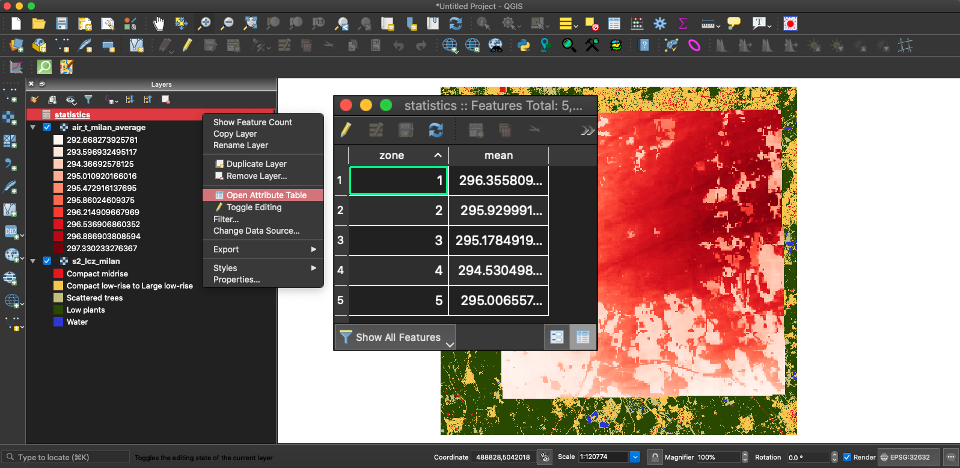 *Untitled Project - QGIS
Layers
statistics
air_t_milan_average
292.668273925781
293.596932495117
294.36692578125
295.010920166016
295.472916137695
295.86024609375
296.214909667969
296.536906860352
296.886903808594
297.330233276367
s2_lcz_milan
Compact midrise
Compact low-rise to Large low-rise
Scattered trees
Low plants
Water
Show Feature Count
Copy Layer
Rename Layer
Duplicate Layer
Remove Layer...
Open Attribute Table
Toggle Editing
Filter...
Change Data Source...
Export
Styles
Properties...
statistics :: Features Total: 5,...
zone mean
1 1 296.355809...
2 2 295.929991...
3 3 295.1784919...
4 4 294.530498...
5 5 295.006557...
Show All Features
Type to locate (⌘K) Toggles the editing state of the current layer Coordinate 488828,5042018 Scale 1:120774 Magnifier 100% Rotation 0.0 ° Render EPSG:32632